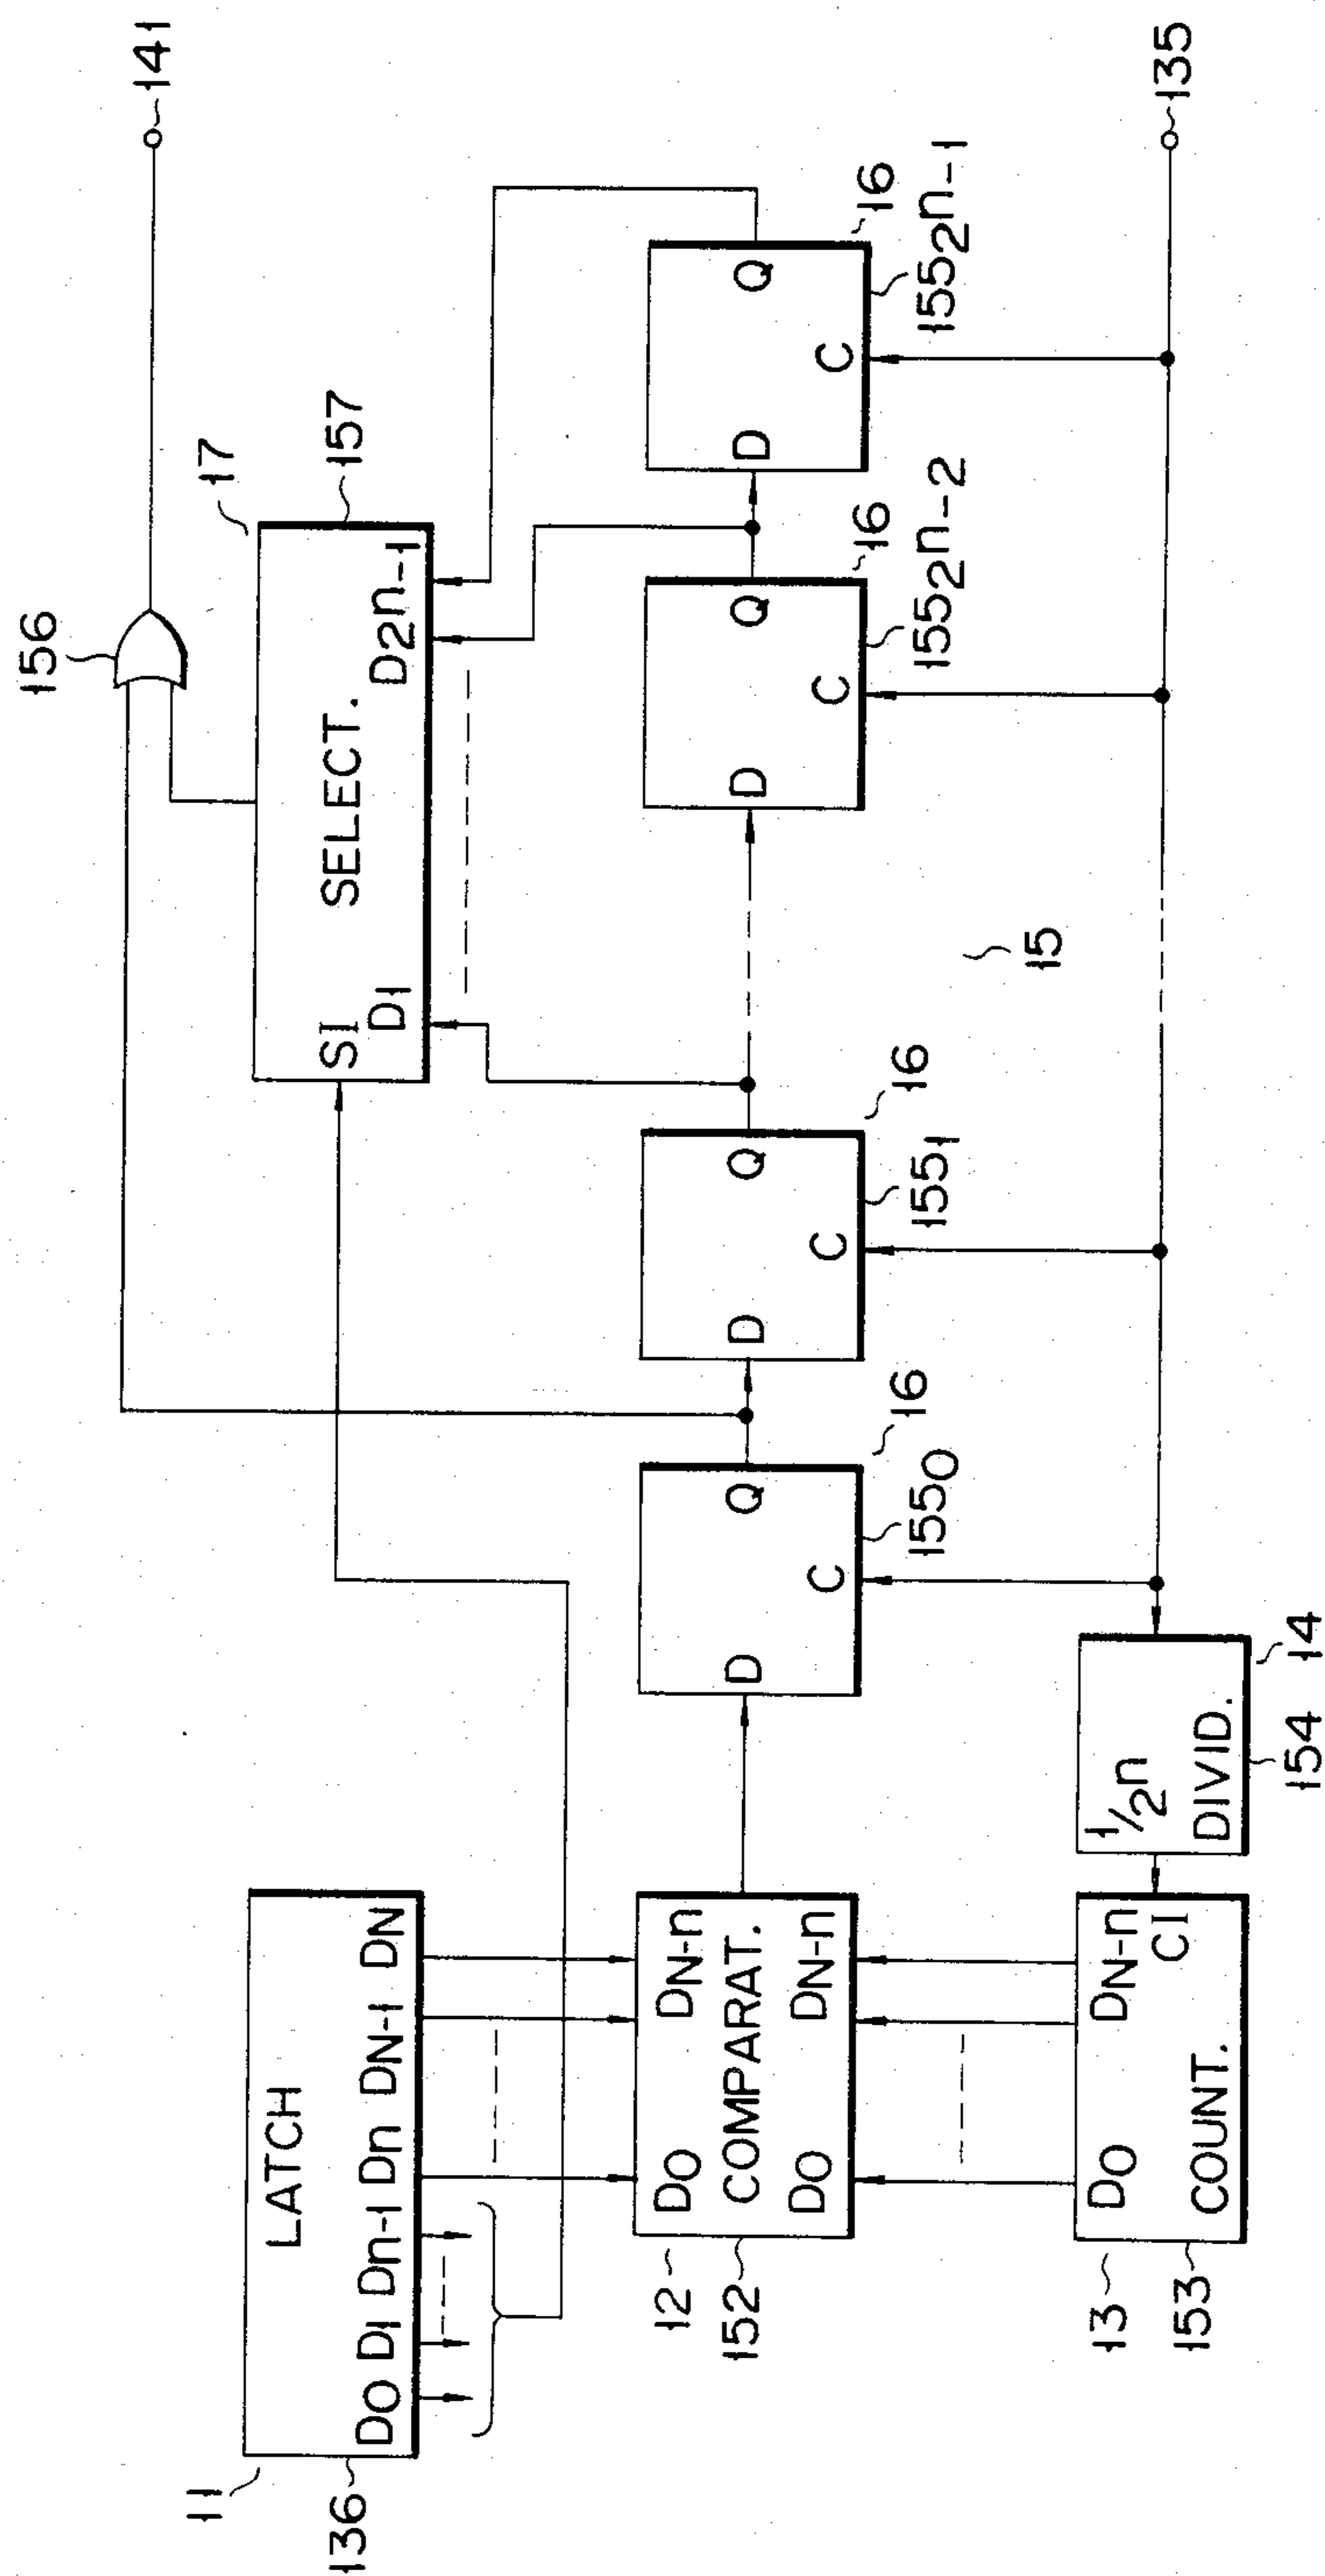 11
136
LATCH
D0 D1 Dn-1 Dn DN-1 DN
12
152
D0 DN-n
COMPARAT.
D0 DN-n
13
153
D0 DN-n
CI
COUNT.
1/2n
DIVID.
14
154
D Q
C
16
1550
D Q
C
16
1551
15
D Q
C
16
1552n-2
D Q
C
16
1552n-1
SI
D1
SELECT.
D2n-1
17
157
156
141
135